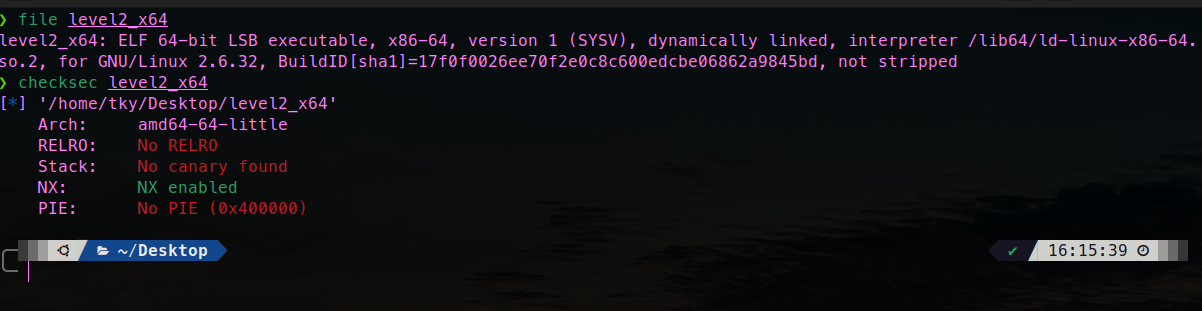 ❯ file level2_x64
level2_x64: ELF 64-bit LSB executable, x86-64, version 1 (SYSV), dynamically linked, interpreter /lib64/ld-linux-x86-64.
so.2, for GNU/Linux 2.6.32, BuildID[sha1]=17f0f0026ee70f2e0c8c600edcbe06862a9845bd, not stripped
❯ checksec level2_x64
[*] '/home/tky/Desktop/level2_x64'
Arch: amd64-64-little
RELRO: No RELRO
Stack: No canary found
NX: NX enabled
PIE: No PIE (0x400000)
~/Desktop ✔ 16:15:39